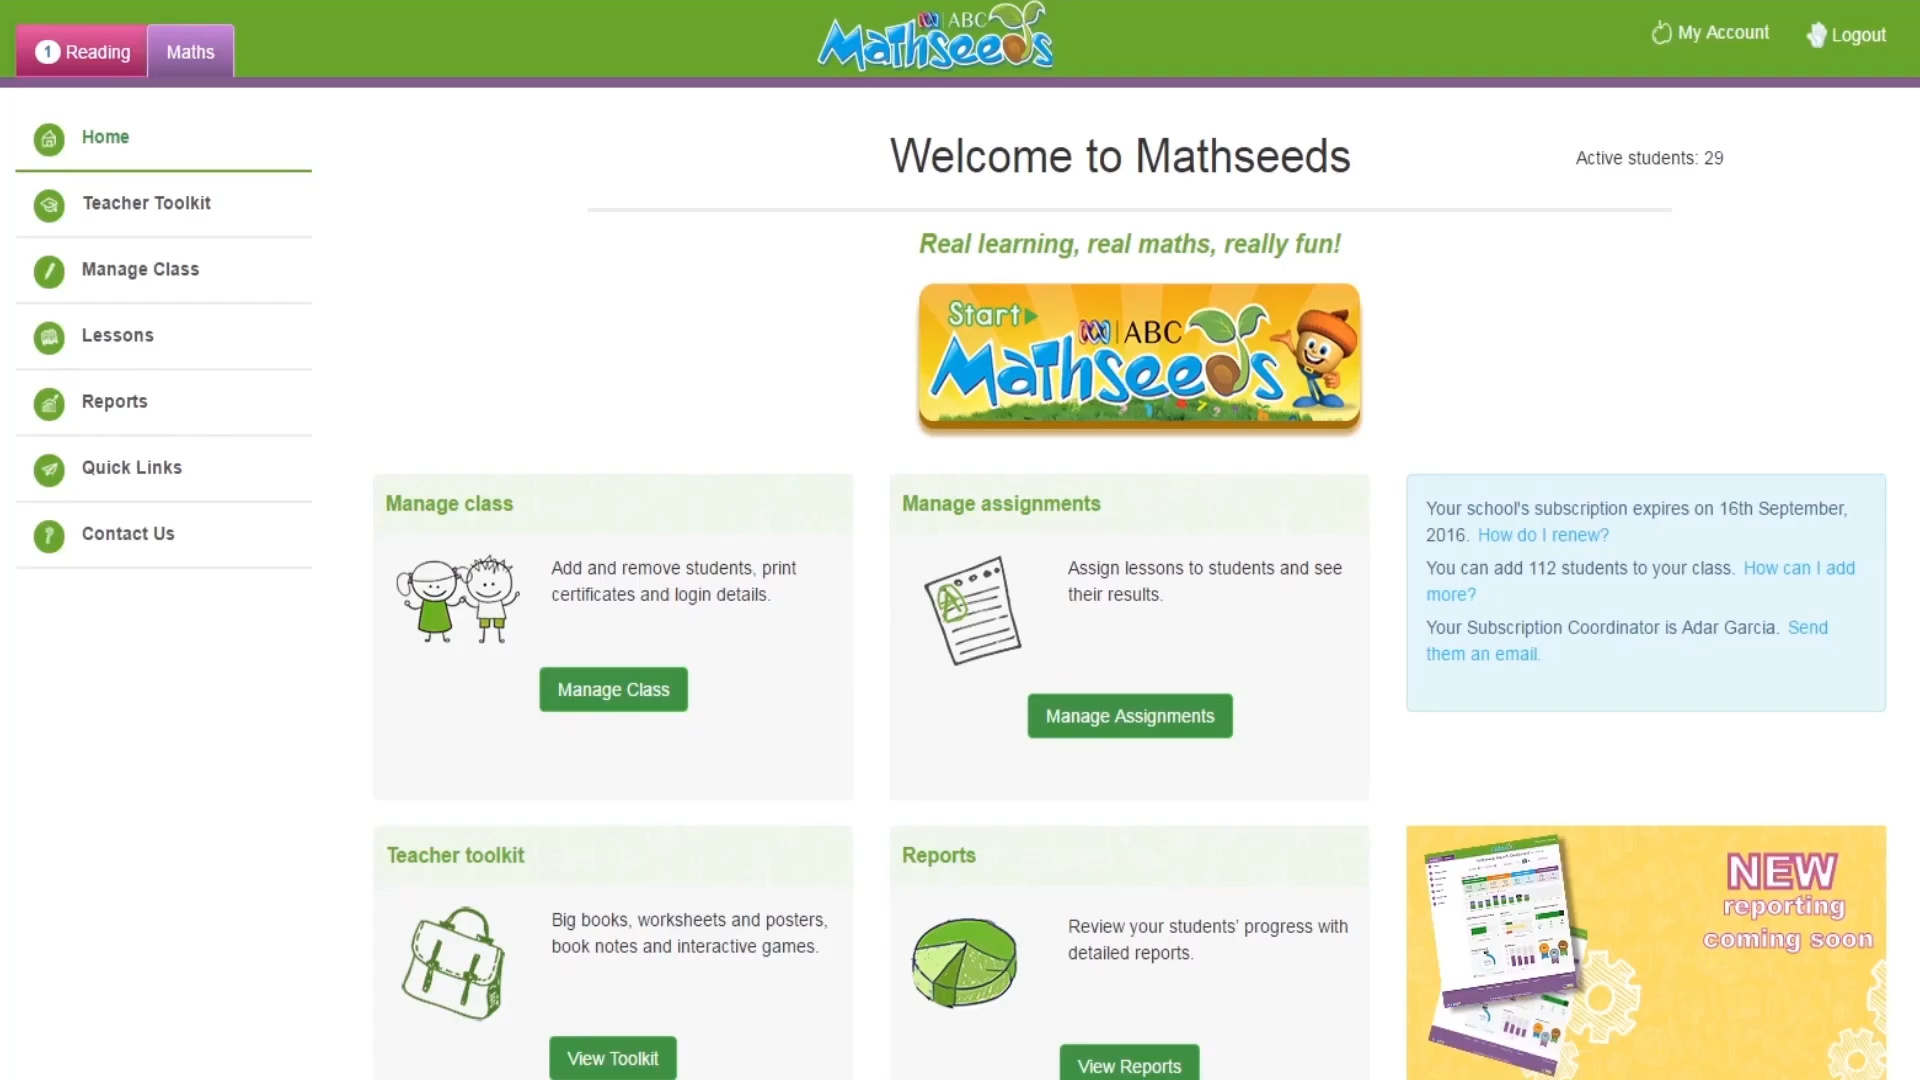 1 Reading
Maths
ABC
Mathseeds
My Account
Logout
Home
Teacher Toolkit
Manage Class
Lessons
Reports
Quick Links
Contact Us
Welcome to Mathseeds
Active students: 29
Real learning, real maths, really fun!
Start
ABC
Mathseeds
Manage class
Add and remove students, print
certificates and login details.
Manage Class
Manage assignments
Assign lessons to students and see
their results.
Manage Assignments
Your school's subscription expires on 16th September,
2016. How do I renew?
You can add 112 students to your class. How can I add
more?
Your Subscription Coordinator is Adar Garcia. Send
them an email.
Teacher toolkit
Big books, worksheets and posters,
book notes and interactive games.
View Toolkit
Reports
Review your students’ progress with
detailed reports.
View Reports
NEW
reporting
coming soon